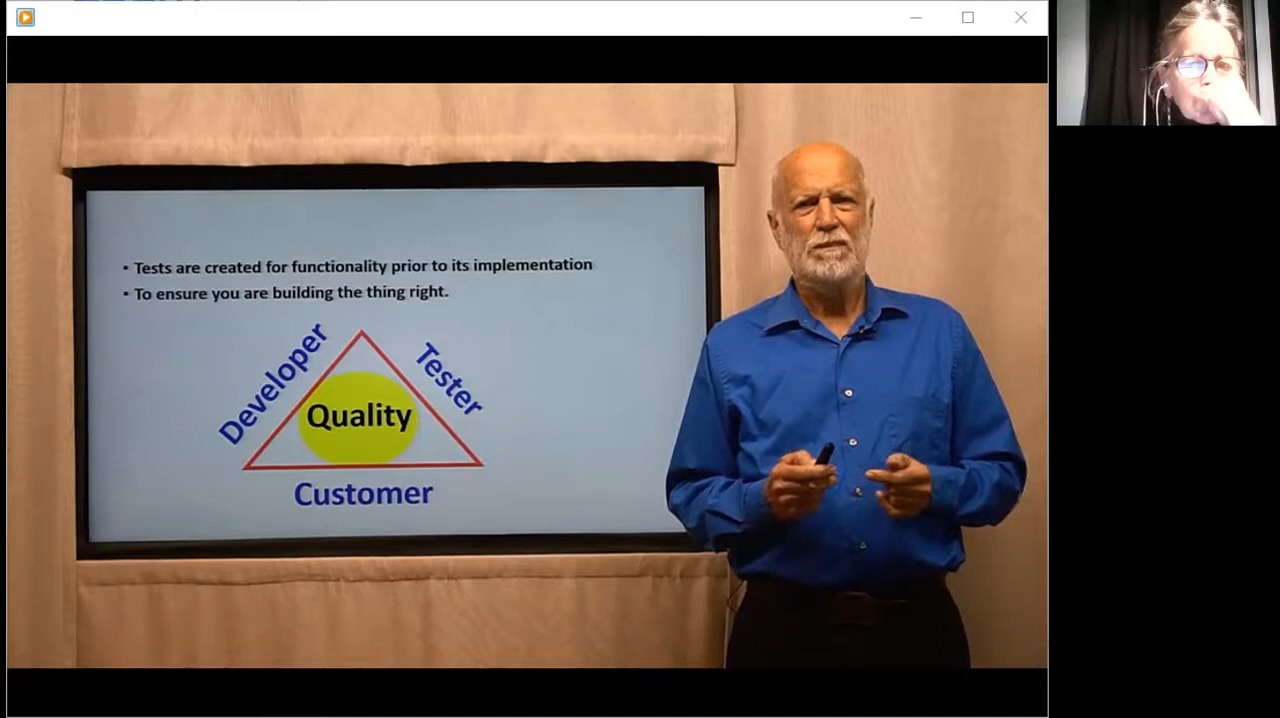 • Tests are created for functionality prior to its implementation
• To ensure you are building the thing right.
Developer
Tester
Quality
Customer